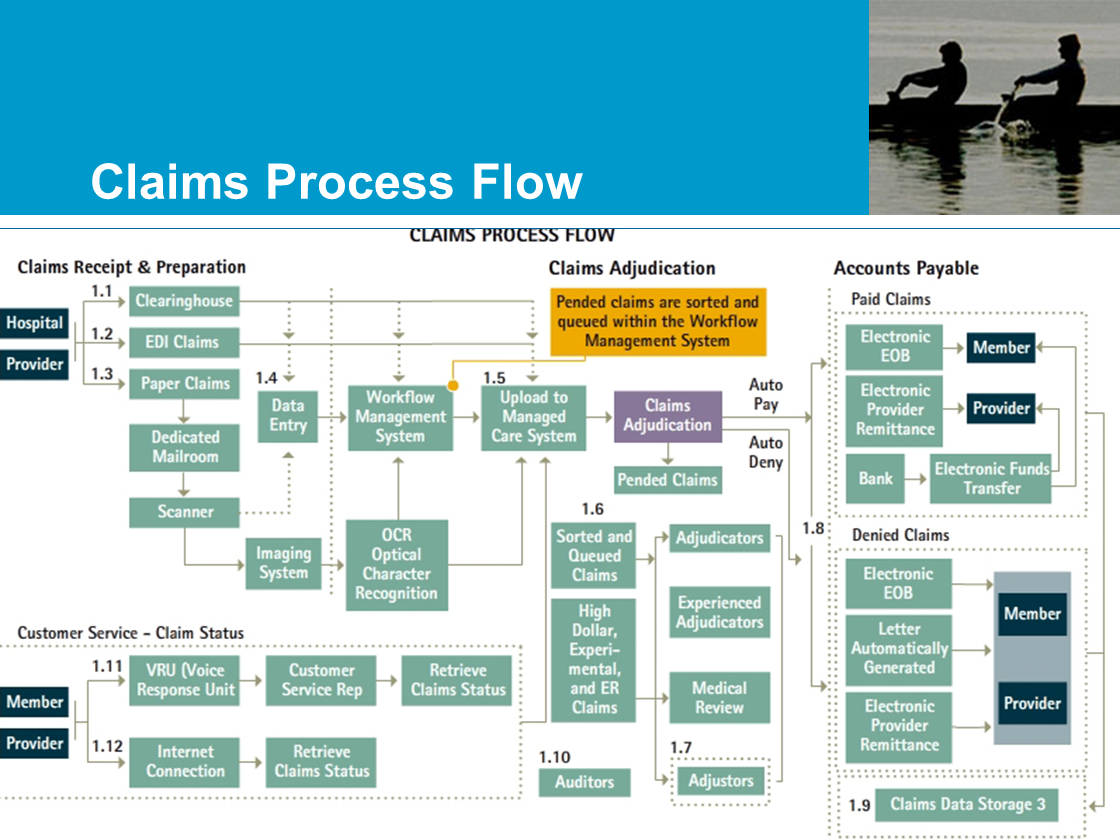 Claims Process Flow
CLAIMS PROCESS FLOW
Claims Receipt & Preparation
1.1
Clearinghouse
Hospital
1.2
EDI Claims
Provider
1.3
Paper Claims
Dedicated
Mailroom
Scanner
1.4
Data
Entry
Imaging
System
Workflow
Management
System
OCR
Optical
Character
Recognition
1.5
Upload to
Managed
Care System
Claims Adjudication
Pended claims are sorted and
queued within the Workflow
Management System
Claims
Adjudication
Auto
Pay
Auto
Deny
Pended Claims
1.6
Sorted and
Queued
Claims
High
Dollar,
Experi-
mental,
and ER
Claims
Adjudicators
Experienced
Adjudicators
Medical
Review
1.7
Adjustors
1.10
Auditors
1.8
Accounts Payable
Paid Claims
Electronic
EOB
Member
Electronic
Provider
Remittance
Provider
Bank
Electronic Funds
Transfer
Denied Claims
Electronic
EOB
Letter
Automatically
Generated
Electronic
Provider
Remittance
Member
Provider
1.9
Claims Data Storage 3
Customer Service - Claim Status
1.11
VRU (Voice
Response Unit
Customer
Service Rep
Retrieve
Claims Status
Member
Provider
1.12
Internet
Connection
Retrieve
Claims Status